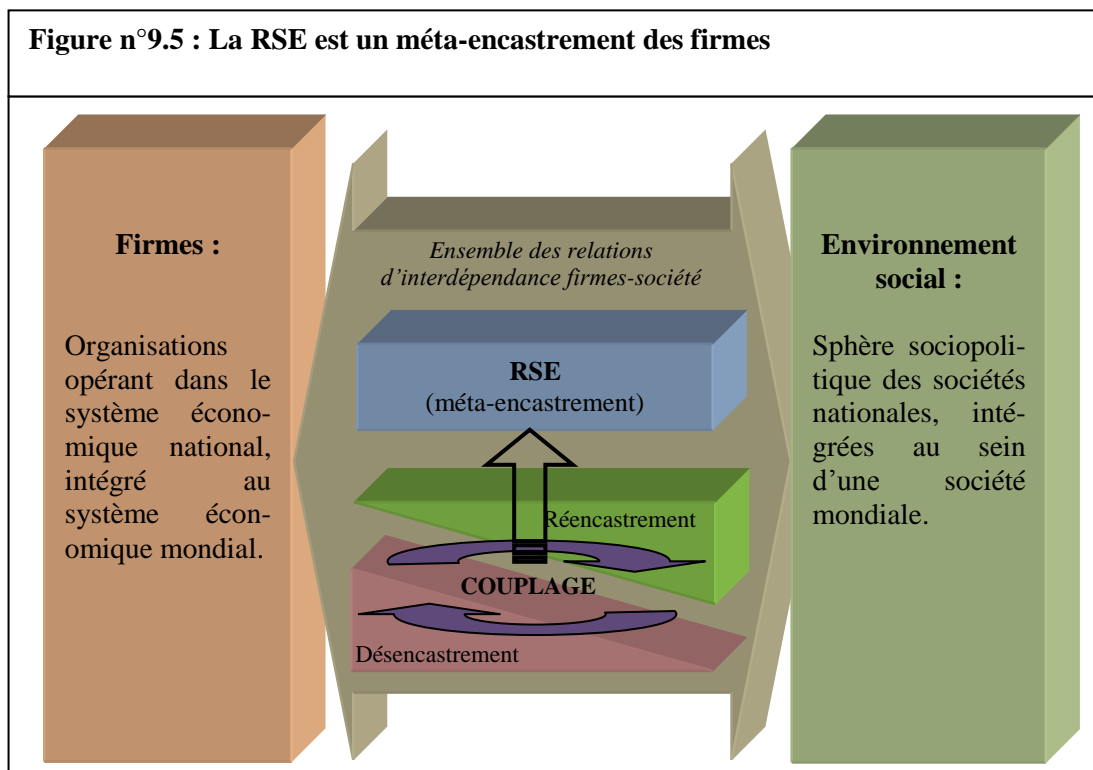 Figure n°9.5 : La RSE est un méta-encastrement des firmes
Firmes :
Organisations
opérant dans le
système écono-
mique national,
intégré au
système écon-
omique mondial.
Ensemble des relations
d'interdépendance firmes-société
RSE
(méta-encastrement)
Réencastrement
COUPLAGE
Désencastrement
Environnement
social :
Sphère sociopoli-
tique des sociétés
nationales, inté-
grées au sein
d'une société
mondiale.